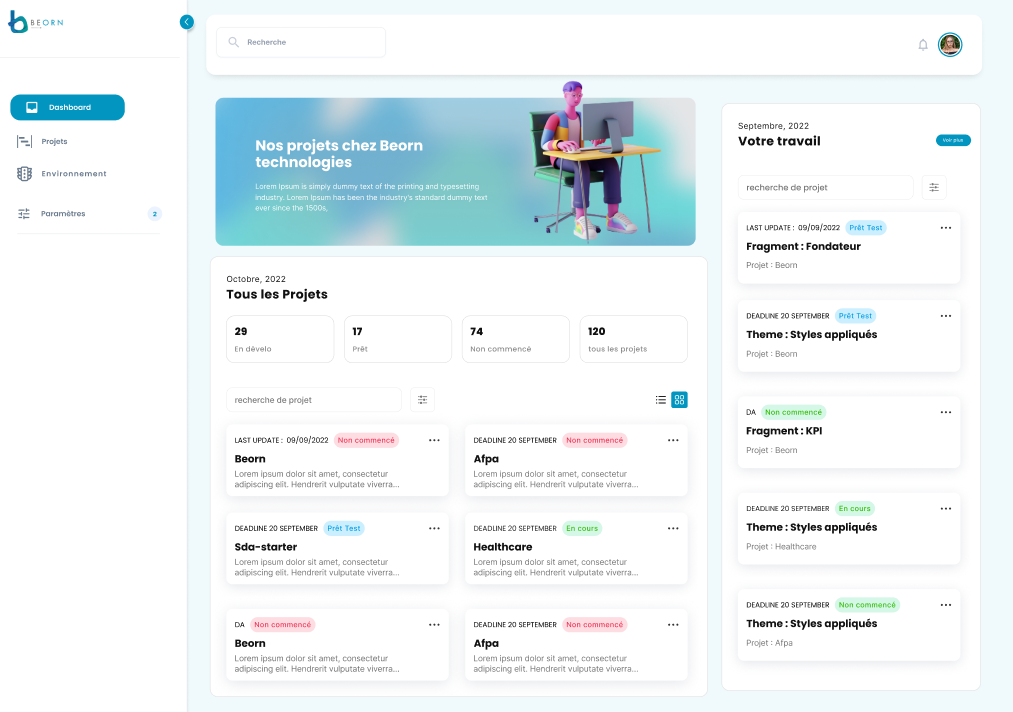 BEORN
Recherche
Dashboard
Projets
Environnement
Paramètres
2
Nos projets chez Beorn
technologies
Lorem Ipsum is simply dummy text of the printing and typesetting
industry. Lorem Ipsum has been the industry's standard dummy text
ever since the 1500s,
Octobre, 2022
Tous les Projets
29
En dévelo
17
Prêt
74
Non commencé
120
tous les projets
recherche de projet
LAST UPDATE : 09/09/2022 Non commencé
Beorn
Lorem ipsum dolor sit amet, consectetur
adipiscing elit. Hendrerit vulputate viverra...
DEADLINE 20 SEPTEMBER Non commencé
Afpa
Lorem ipsum dolor sit amet, consectetur
adipiscing elit. Hendrerit vulputate viverra...
DEADLINE 20 SEPTEMBER Prêt Test
Sda-starter
Lorem ipsum dolor sit amet, consectetur
adipiscing elit. Hendrerit vulputate viverra...
DEADLINE 20 SEPTEMBER En cours
Healthcare
Lorem ipsum dolor sit amet, consectetur
adipiscing elit. Hendrerit vulputate viverra...
DA Non commencé
Beorn
Lorem ipsum dolor sit amet, consectetur
adipiscing elit. Hendrerit vulputate viverra...
DEADLINE 20 SEPTEMBER Non commencé
Afpa
Lorem ipsum dolor sit amet, consectetur
adipiscing elit. Hendrerit vulputate viverra...
Septembre, 2022
Votre travail
Voir plus
recherche de projet
LAST UPDATE : 09/09/2022 Prêt Test
Fragment : Fondateur
Projet : Beorn
DEADLINE 20 SEPTEMBER Prêt Test
Theme : Styles appliqués
Projet : Beorn
DA Non commencé
Fragment : KPI
Projet : Beorn
DEADLINE 20 SEPTEMBER En cours
Theme : Styles appliqués
Projet : Healthcare
DEADLINE 20 SEPTEMBER Non commencé
Theme : Styles appliqués
Projet : Afpa